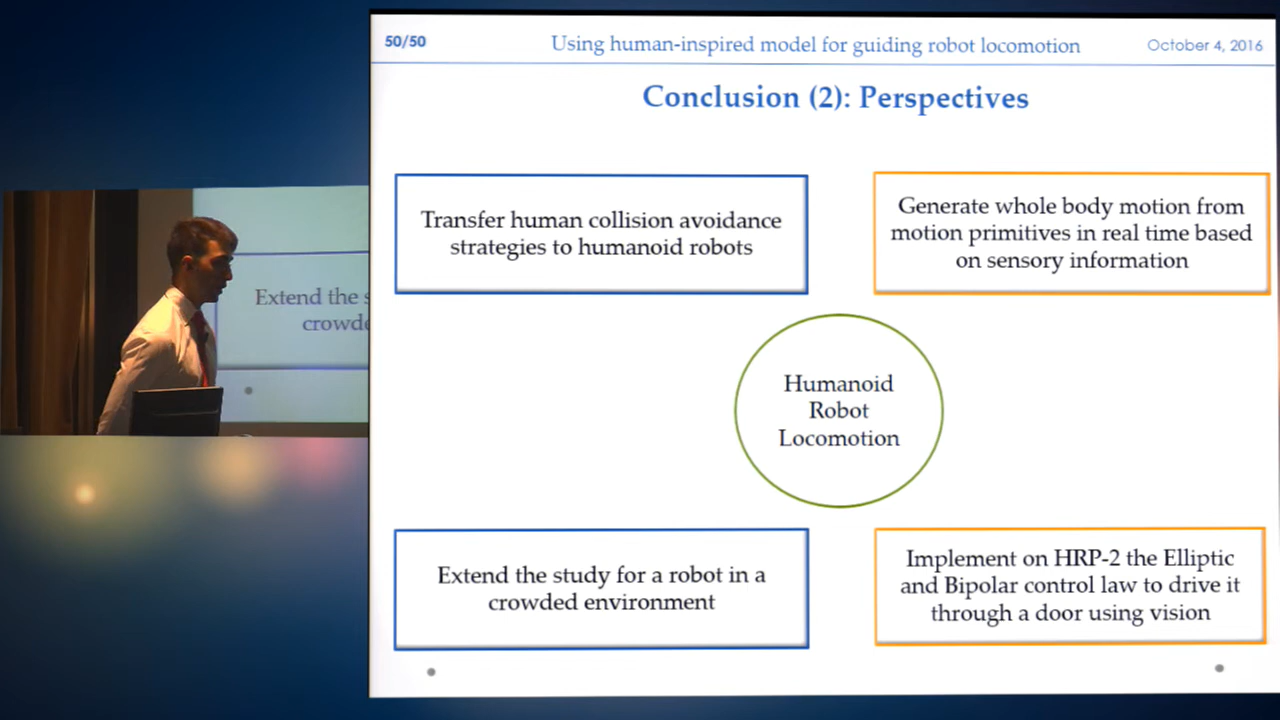 50/50
Using human-inspired model for guiding robot locomotion
October 4, 2016
Conclusion (2): Perspectives
Transfer human collision avoidance
strategies to humanoid robots
Generate whole body motion from
motion primitives in real time based
on sensory information
Extend the
crowde
Humanoid
Robot
Locomotion
Extend the study for a robot in a
crowded environment
Implement on HRP-2 the Elliptic
and Bipolar control law to drive it
through a door using vision